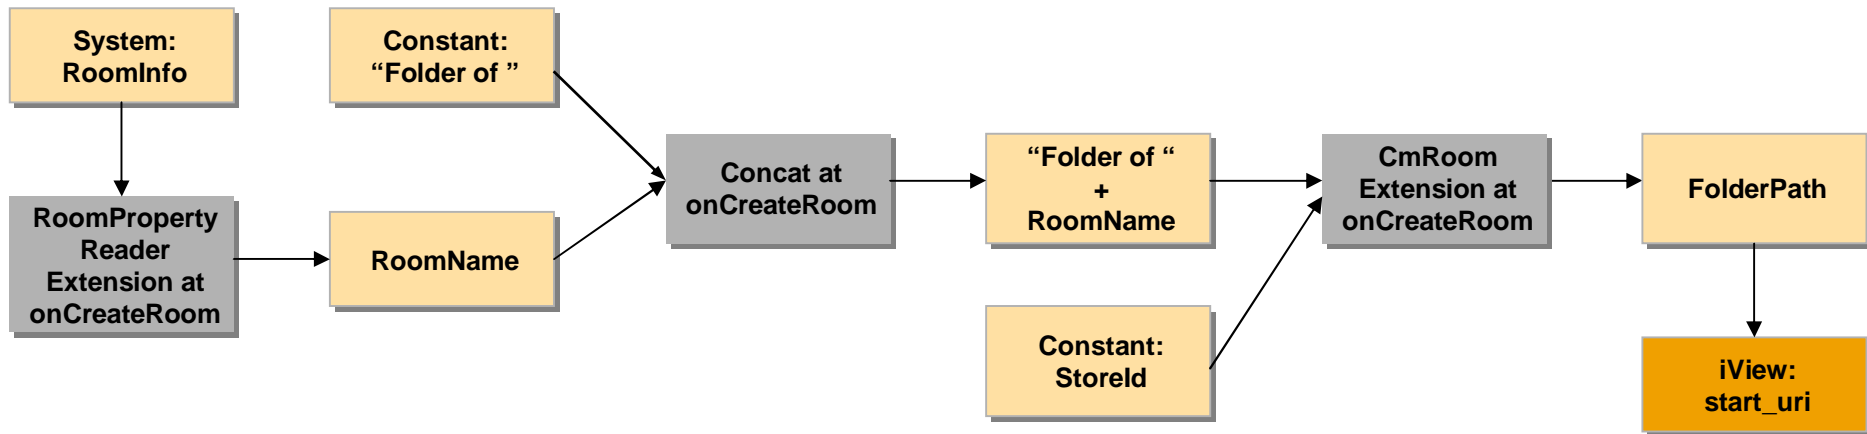 System:
RoomInfo
Constant:
“Folder of ”
RoomProperty
Reader
Extension at
onCreateRoom
RoomName
Concat at
onCreateRoom
“Folder of “
+
RoomName
Constant:
StoreId
CmRoom
Extension at
onCreateRoom
FolderPath
iView:
start_uri